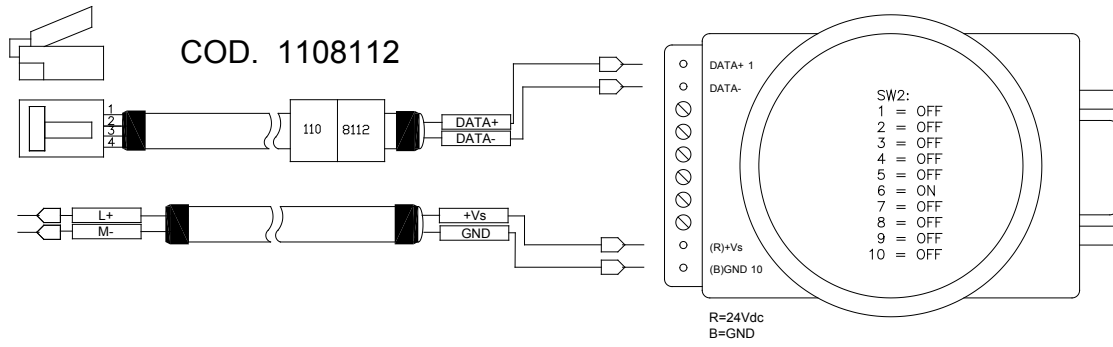 COD. 1108112
1
2
3
4
110 8112
DATA+
DATA-
L+
M-
+Vs
GND
DATA+ 1
DATA-
(R)+Vs
(B)GND 10
SW2:
1 = OFF
2 = OFF
3 = OFF
4 = OFF
5 = OFF
6 = ON
7 = OFF
8 = OFF
9 = OFF
10 = OFF
R=24Vdc
B=GND